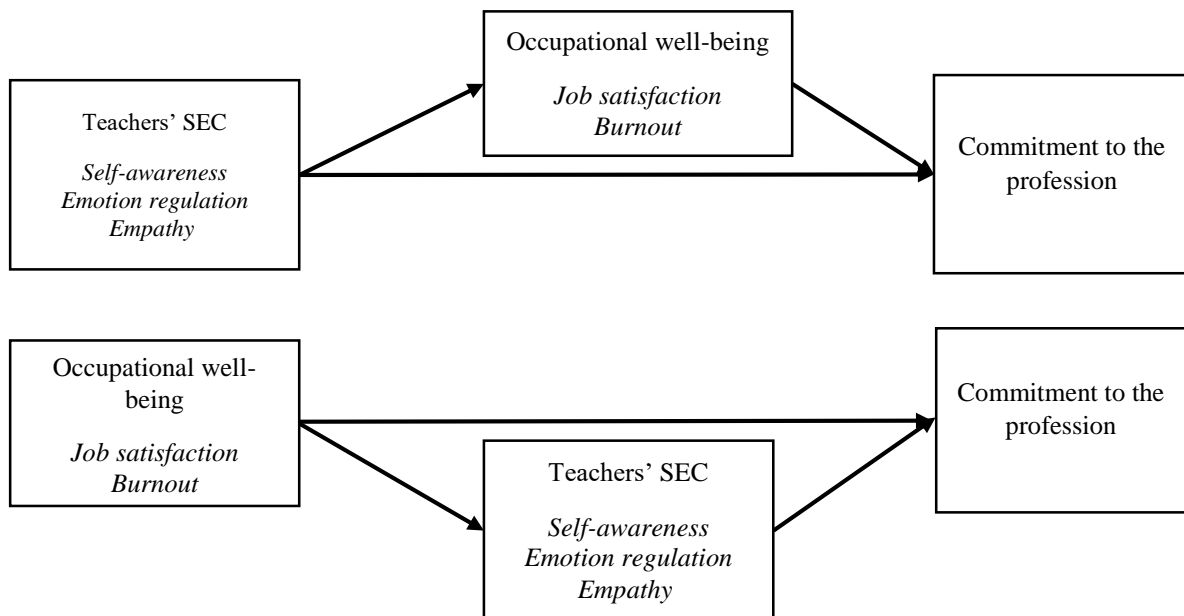 Teachers’ SEC
Self-awareness
Emotion regulation
Empathy
Occupational well-being
Job satisfaction
Burnout
Commitment to the
profession
Occupational well-
being
Job satisfaction
Burnout
Teachers’ SEC
Self-awareness
Emotion regulation
Empathy
Commitment to the
profession